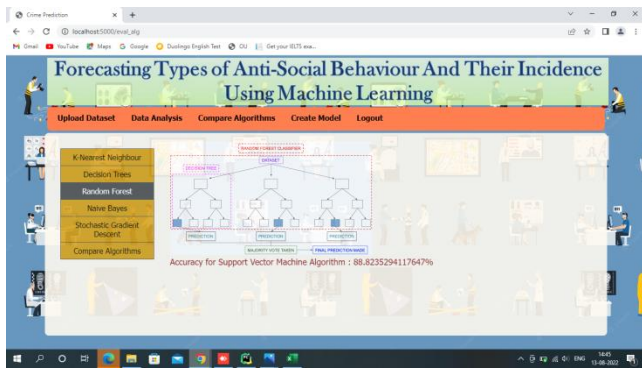 Crime Prediction
localhost:5000/eval_alg
Gmail YouTube Maps Google Duolingo English Test OU Get your IELTS exa...
Forecasting Types of Anti-Social Behaviour And Their Incidence
Using Machine Learning
Upload Dataset Data Analysis Compare Algorithms Create Model Logout
K-Nearest Neighbour
Decision Trees
Random Forest
Naive Bayes
Stochastic Gradient
Descent
Compare Algorithms
RANDOM FOREST CLASSIFIER
DATASET
DECISION TREE
PREDICTION PREDICTION PREDICTION
MAJORITY VOTE TAKEN FINAL PREDICTION MADE
Accuracy for Support Vector Machine Algorithm : 88.8235294117647%
ENG
14:45
13-06-2022